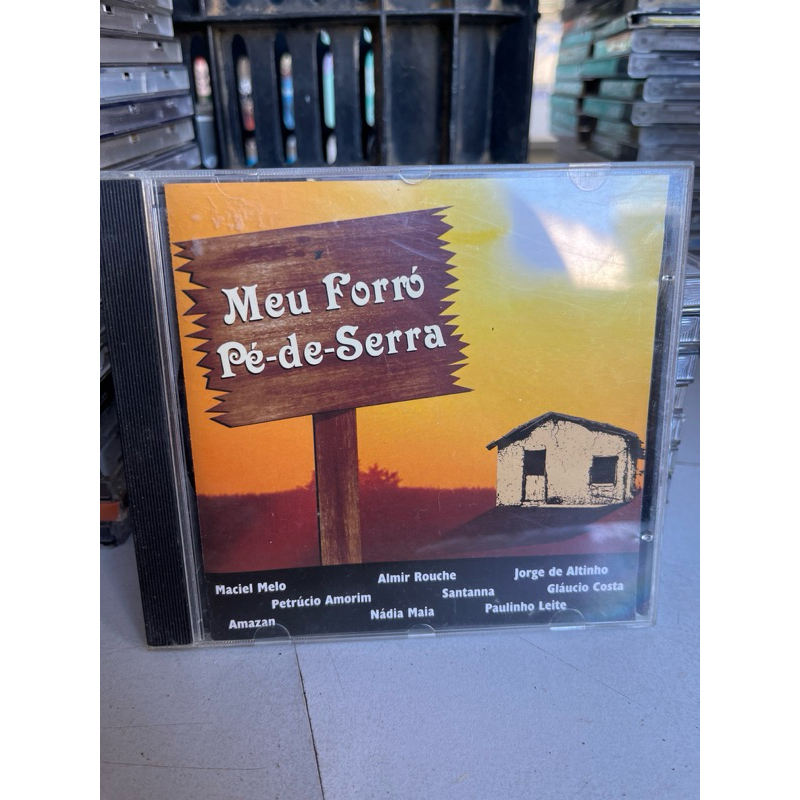 Meu Forró
Pé-de-Serra
Maciel Melo
Almir Rouche
Jorge de Altinho
Petrúcio Amorim
Santanna
Gláucio Costa
Amazan
Nádia Maia
Paulinho Leite